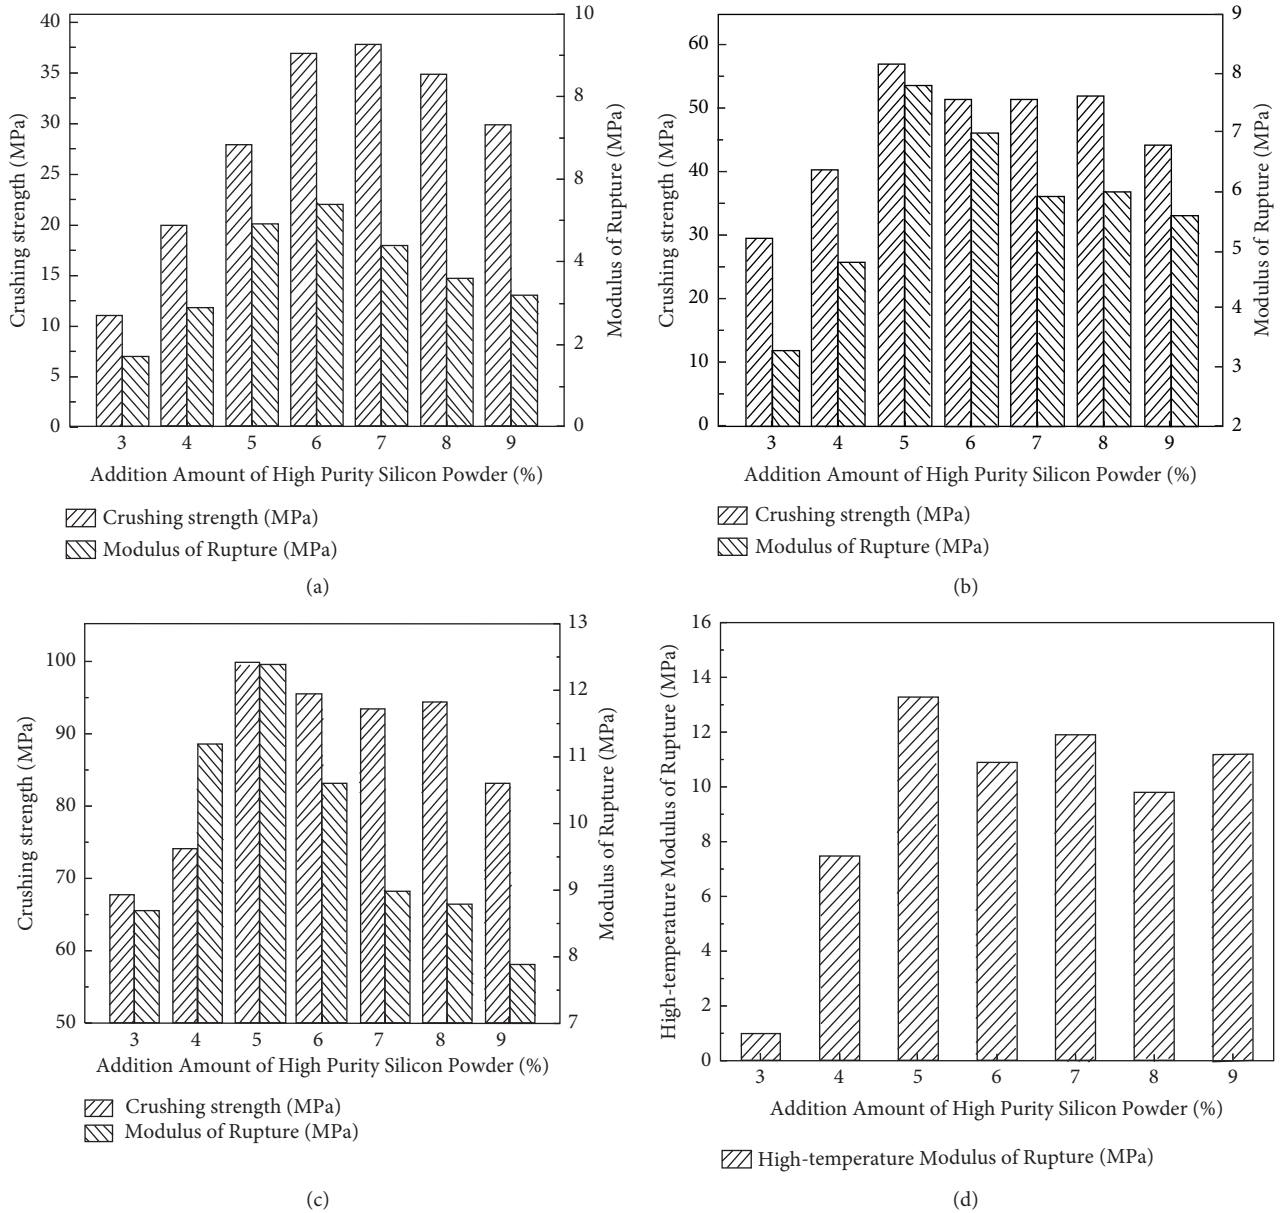 40
35
30
25
20
15
10
5
0
Crushing strength (MPa)
10
8
8
4
2
0
Modulus of Rupture (MPa)
3 4 5 6 7 8 9
Addition Amount of High Purity Silicon Powder (%)
Crushing strength (MPa)
Modulus of Rupture (MPa)
(a)
60
50
40
30
20
10
0
Crushing strength (MPa)
9
8
7
6
5
4
3
2
Modulus of Rupture (MPa)
3 4 5 6 7 8 9
Addition Amount of High Purity Silicon Powder (%)
Crushing strength (MPa)
Modulus of Rupture (MPa)
(b)
100
90
80
70
60
50
Crushing strength (MPa)
13
12
11
10
9
8
7
Modulus of Rupture (MPa)
3 4 5 6 7 8 9
Addition Amount of High Purity Silicon Powder (%)
Crushing strength (MPa)
Modulus of Rupture (MPa)
(c)
16
14
12
10
8
6
4
2
0
High-temperature Modulus of Rupture (MPa)
3 4 5 6 7 8 9
Addition Amount of High Purity Silicon Powder (%)
High-temperature Modulus of Rupture (MPa)
(d)